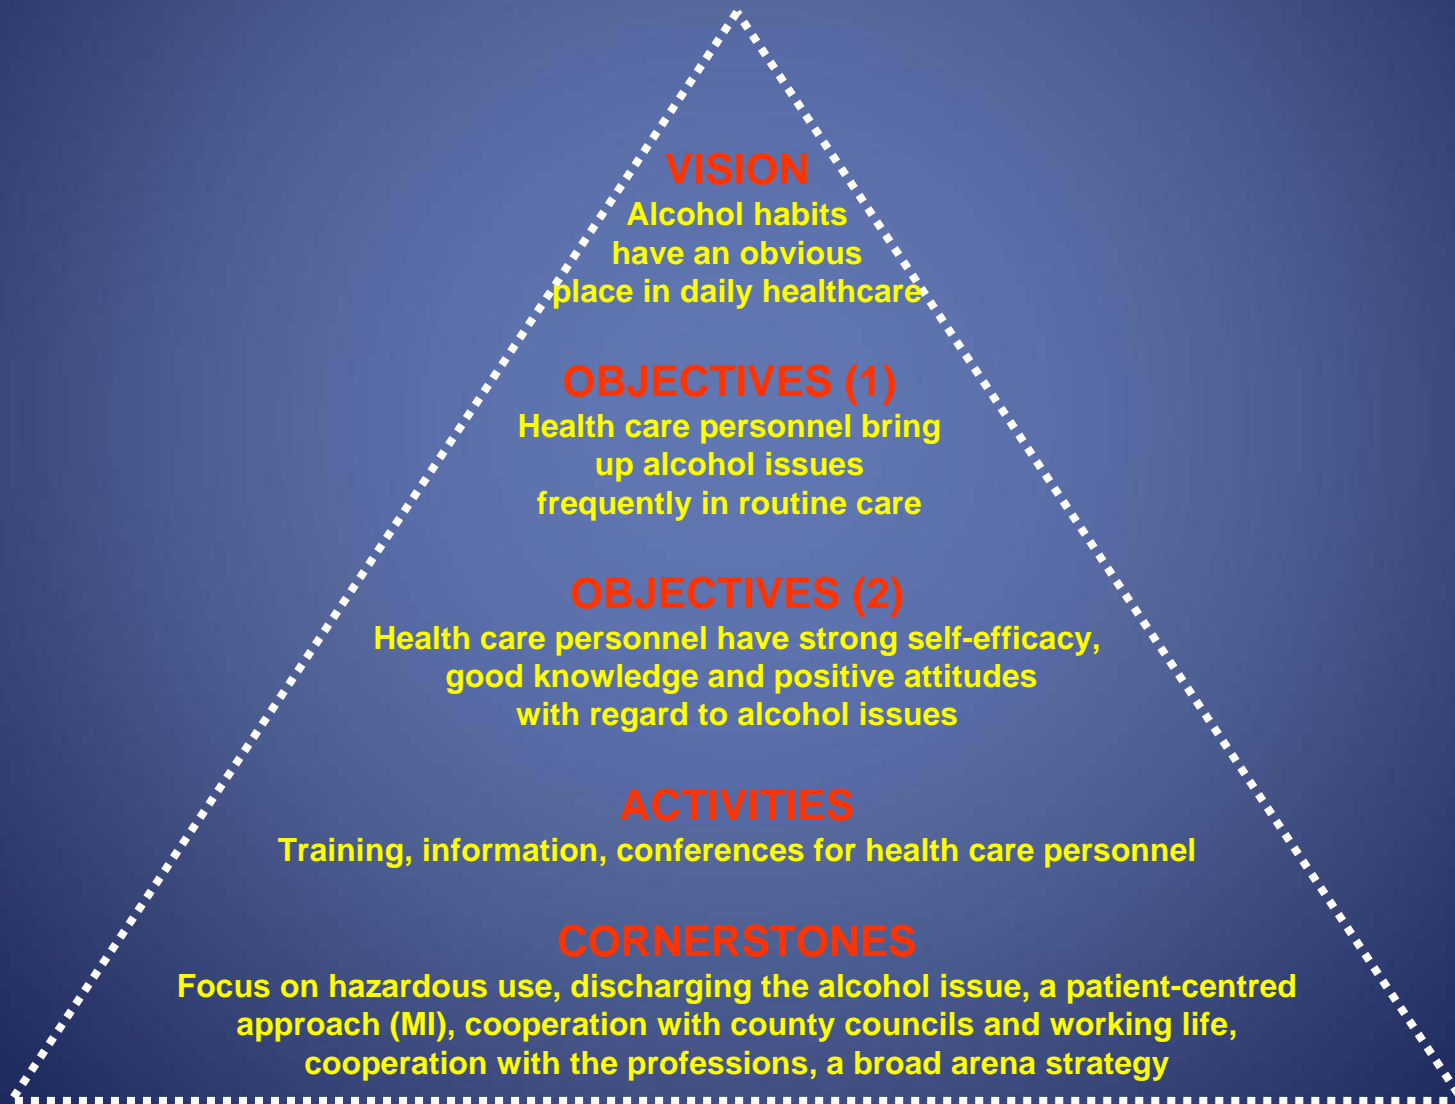 VISION
Alcohol habits
have an obvious
place in daily healthcare
OBJECTIVES (1)
Health care personnel bring
up alcohol issues
frequently in routine care
OBJECTIVES (2)
Health care personnel have strong self-efficacy,
good knowledge and positive attitudes
with regard to alcohol issues
ACTIVITIES
Training, information, conferences for health care personnel
CORNERSTONES
Focus on hazardous use, discharging the alcohol issue, a patient-centred
approach (MI), cooperation with county councils and working life,
cooperation with the professions, a broad arena strategy